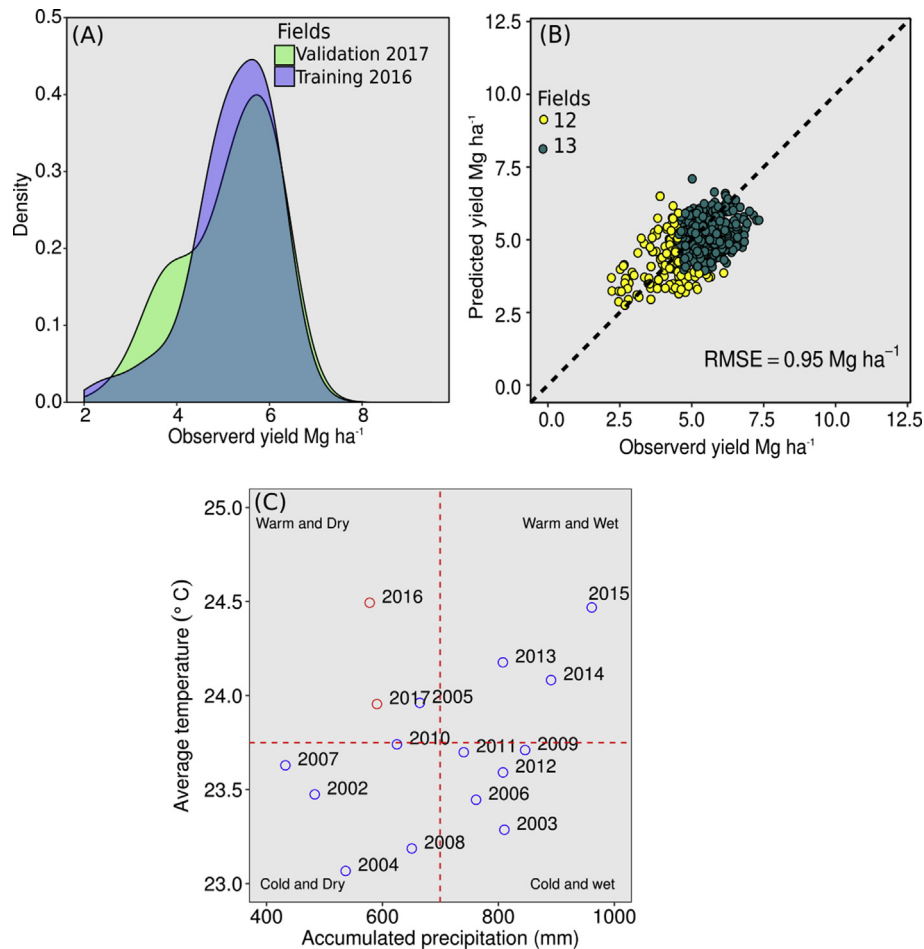 (A)
Fields
Validation 2017
Training 2016
0.5
0.4
0.3
0.2
0.1
0.0
Density
2
4
6
8
Observerd yield Mg ha⁻¹
(B)
Fields
12
13
12.5
10.0
7.5
5.0
2.5
0.0
Predicted yield Mg ha⁻¹
RMSE = 0.95 Mg ha⁻¹
0.0
2.5
5.0
7.5
10.0
12.5
Observerd yield Mg ha⁻¹
(C)
Warm and Dry
Warm and Wet
25.0
24.5
24.0
23.5
23.0
Average temperature (° C)
2016
2015
2013
2014
2017
2005
2010
2011
2009
2007
2012
2002
2006
2003
2008
2004
Cold and Dry
Cold and wet
400
600
800
1000
Accumulated precipitation (mm)